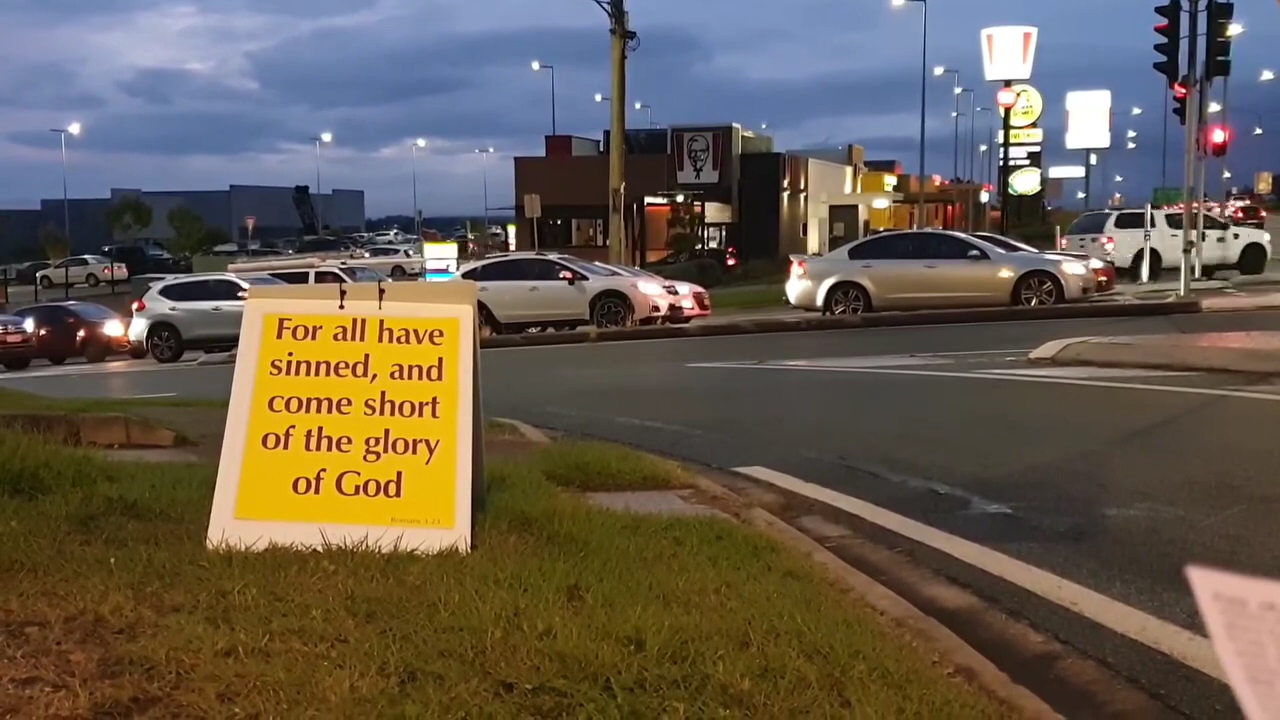 For all have
sinned, and
come short
of the glory
of God
Romans 3:23